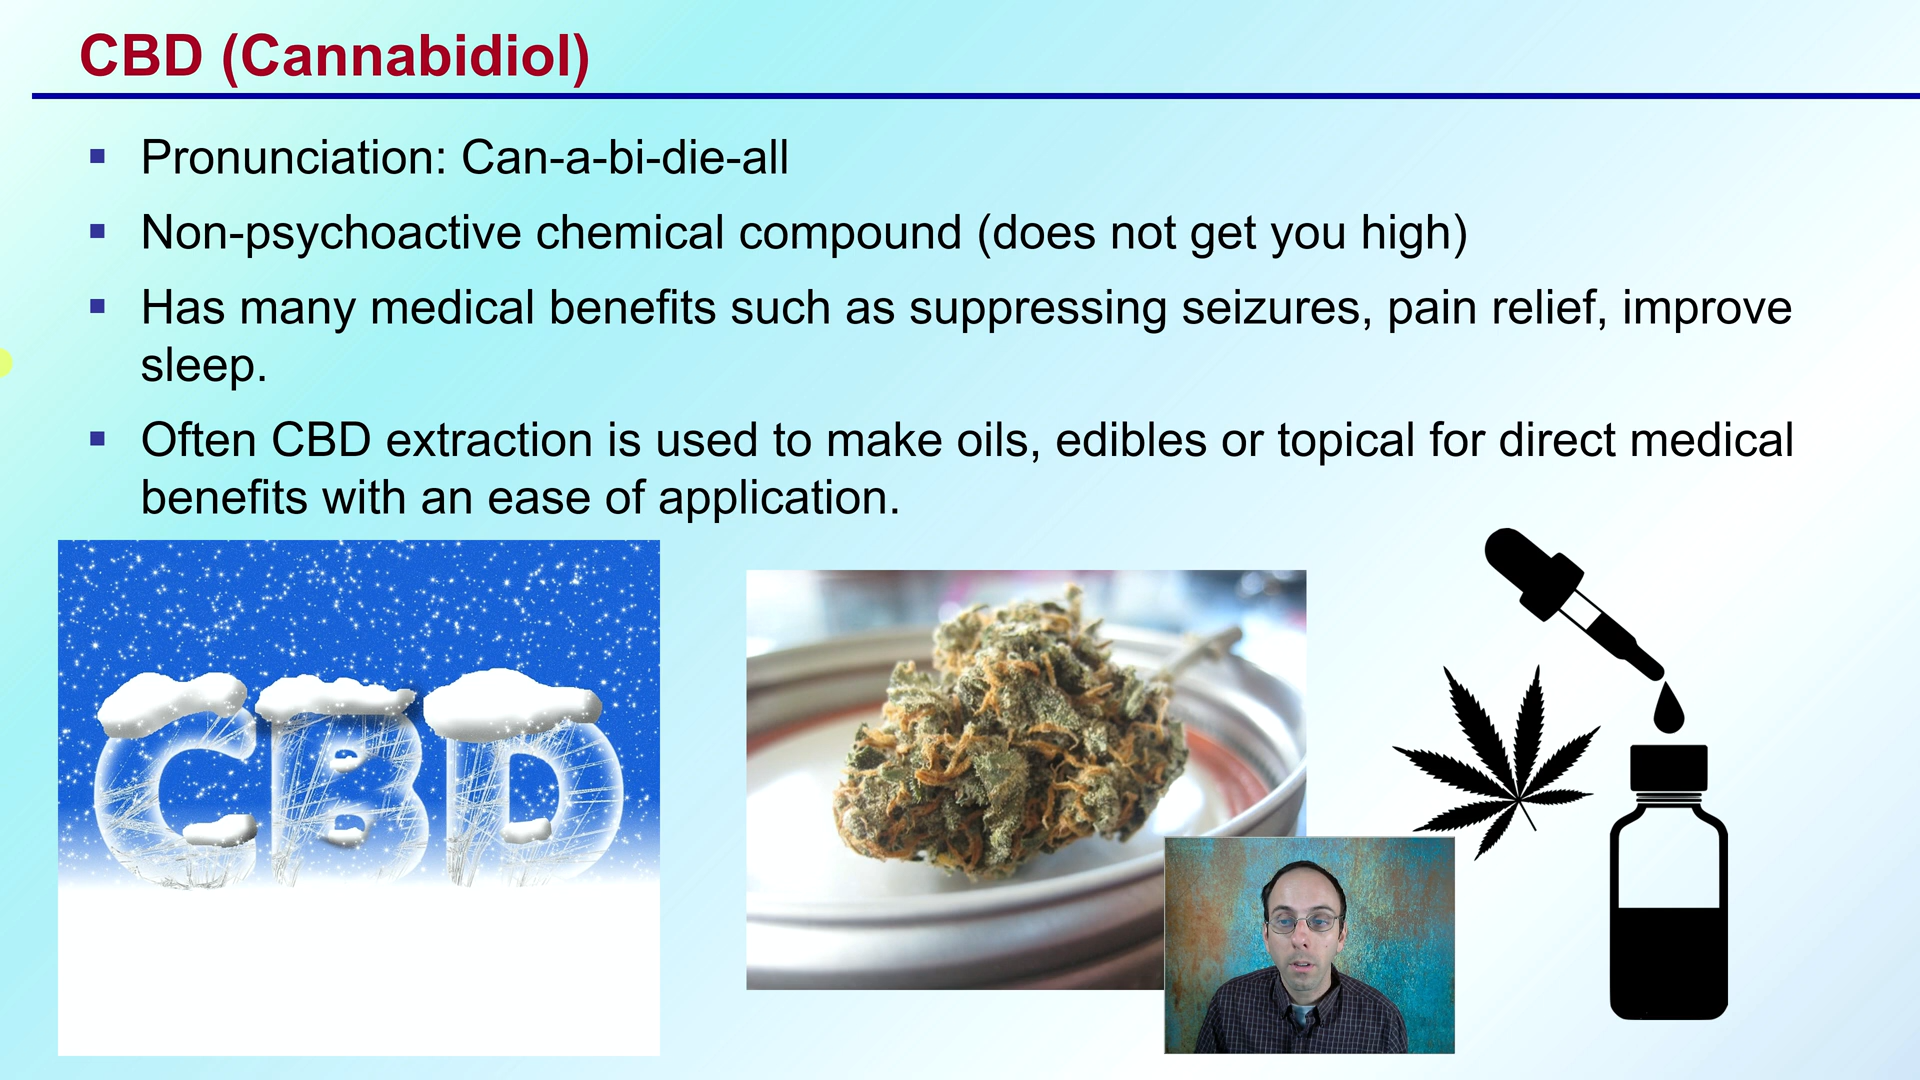 CBD (Cannabidiol)
Pronunciation: Can-a-bi-die-all
Non-psychoactive chemical compound (does not get you high)
Has many medical benefits such as suppressing seizures, pain relief, improve
sleep.
Often CBD extraction is used to make oils, edibles or topical for direct medical
benefits with an ease of application.
CBD